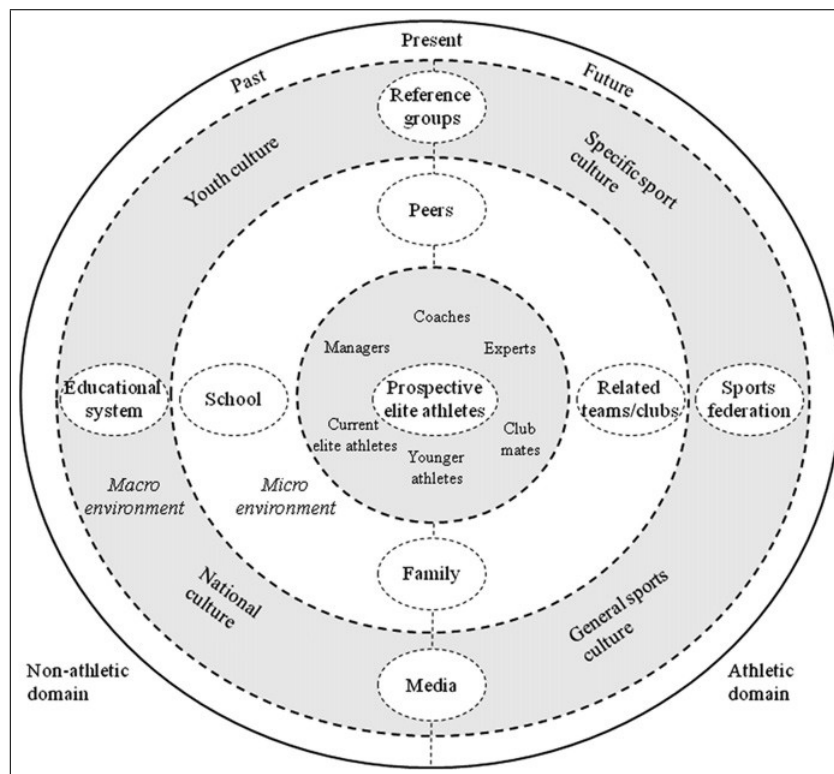 Present
Past
Future
Reference
groups
Youth culture
Specific sport
culture
Peers
Coaches
Managers
Experts
Educational
system
School
Prospective
elite athletes
Related
teams/clubs
Sports
federation
Current
elite athletes
Club
mates
Younger
athletes
Macro
environment
Micro
environment
Family
National
culture
General sports
culture
Media
Non-athletic
domain
Athletic
domain